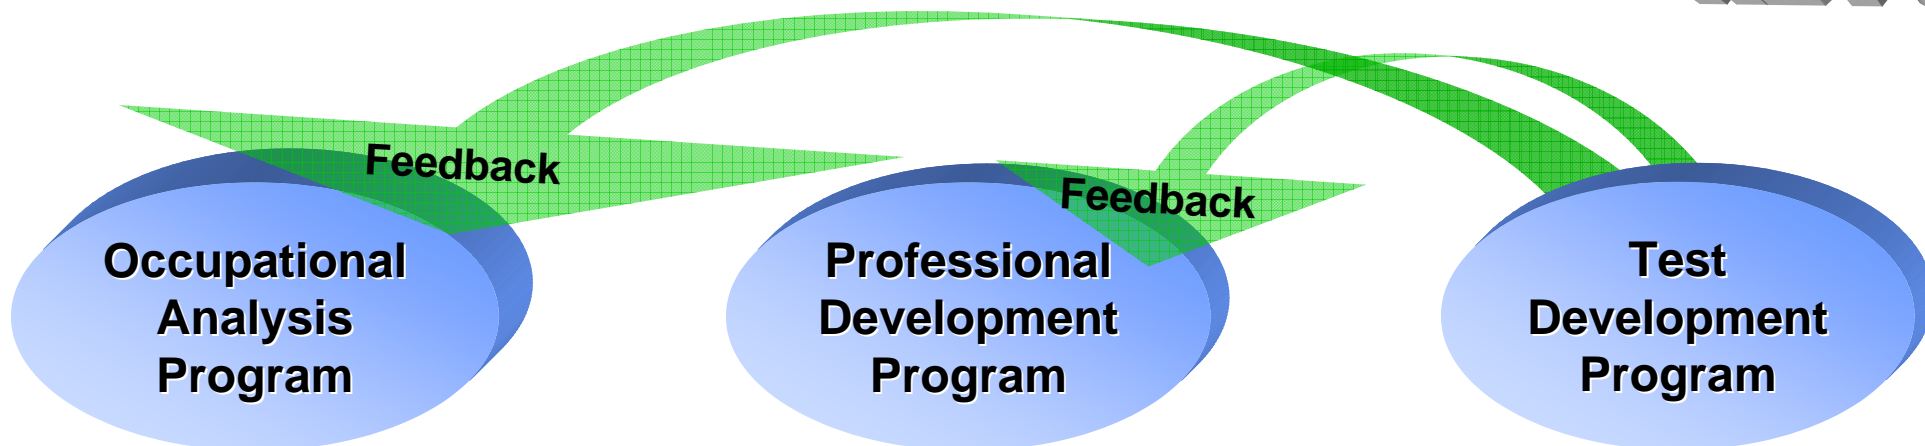 Feedback
Feedback
Occupational
Analysis
Program
Professional
Development
Program
Test
Development
Program